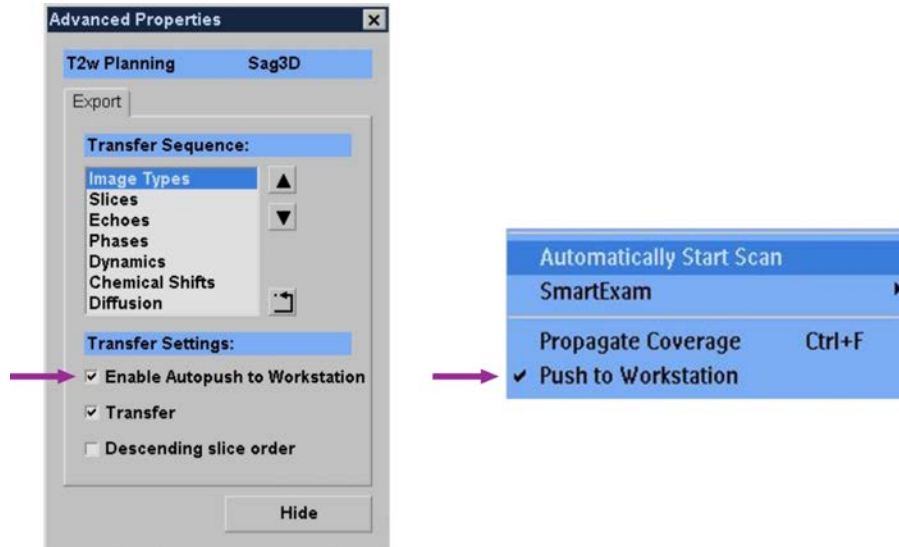 Advanced Properties
T2w Planning Sag3D
Export
Transfer Sequence:
Image Types
Slices
Echoes
Phases
Dynamics
Chemical Shifts
Diffusion
Transfer Settings:
Enable Autopush to Workstation
Transfer
Descending slice order
Hide
Automatically Start Scan
SmartExam
Propagate Coverage Ctrl+F
Push to Workstation